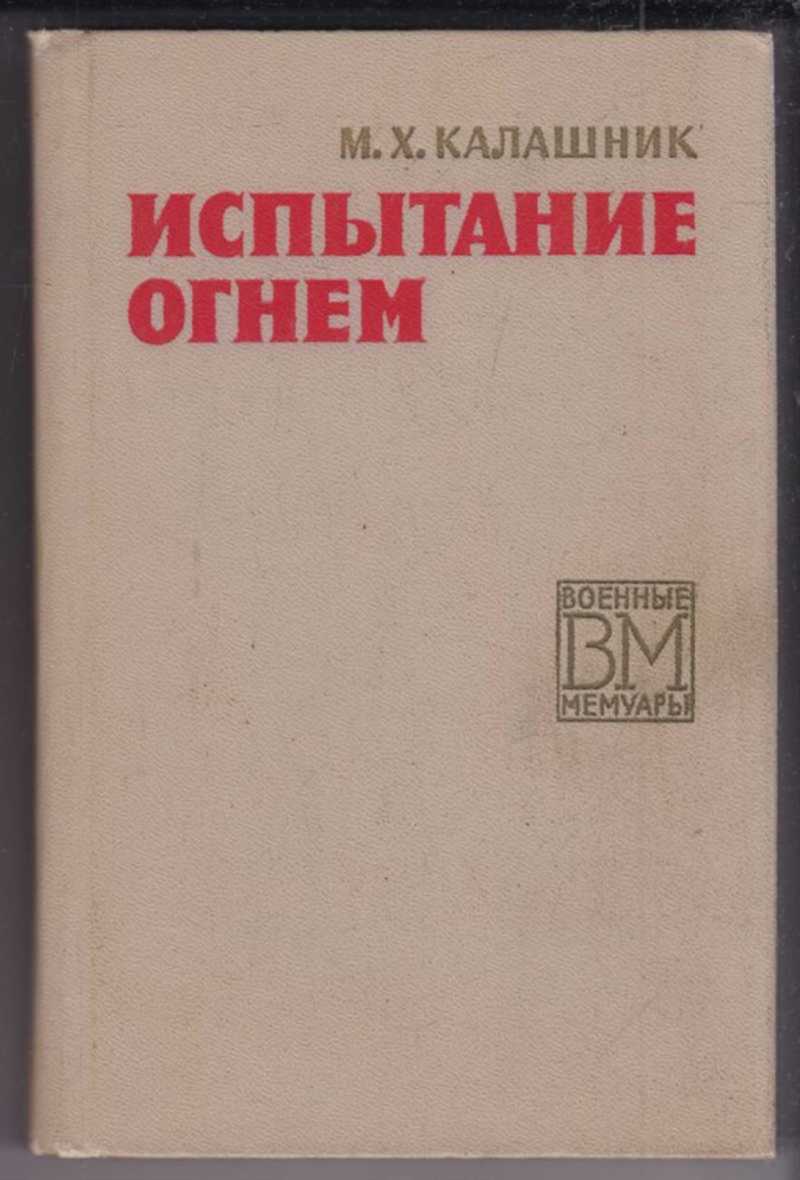 М. Х. КАЛАШНИК
ИСПЫТАНИЕ
ОГНЕМ
ВОЕННЫЕ
ВМ
МЕМУАРЫ